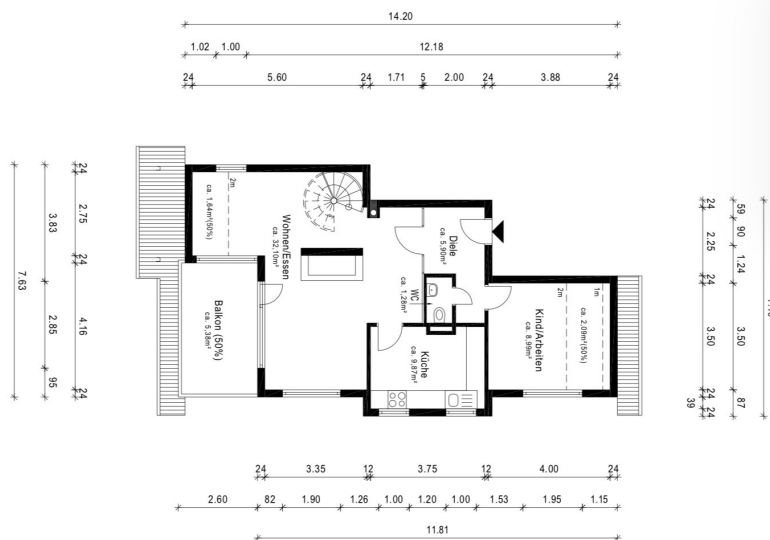 14.20
1.02 1.00 12.18
24 5.60 24 1.71 5 2.00 24 3.88 24
7.63
3.83 2.85 95
24 2.75 24 4.16 24
2m
ca. 1,64m²(50%)
Wohnen/Essen
ca. 32,10m²
Balkon (50%)
ca. 5,38m²
Diele
ca. 5,90m²
WC
ca. 1,28m²
Küche
ca. 9,87m²
Kind/Arbeiten
ca. 8,99m²
2m
1m
ca. 2,09m²(50%)
24 2.25 24 3.50 24 24
39
59 90 1.24 3.50 87
24 3.35 12 3.75 12 4.00 24
2.60 82 1.90 1.26 1.00 1.20 1.00 1.53 1.95 1.15
11.81